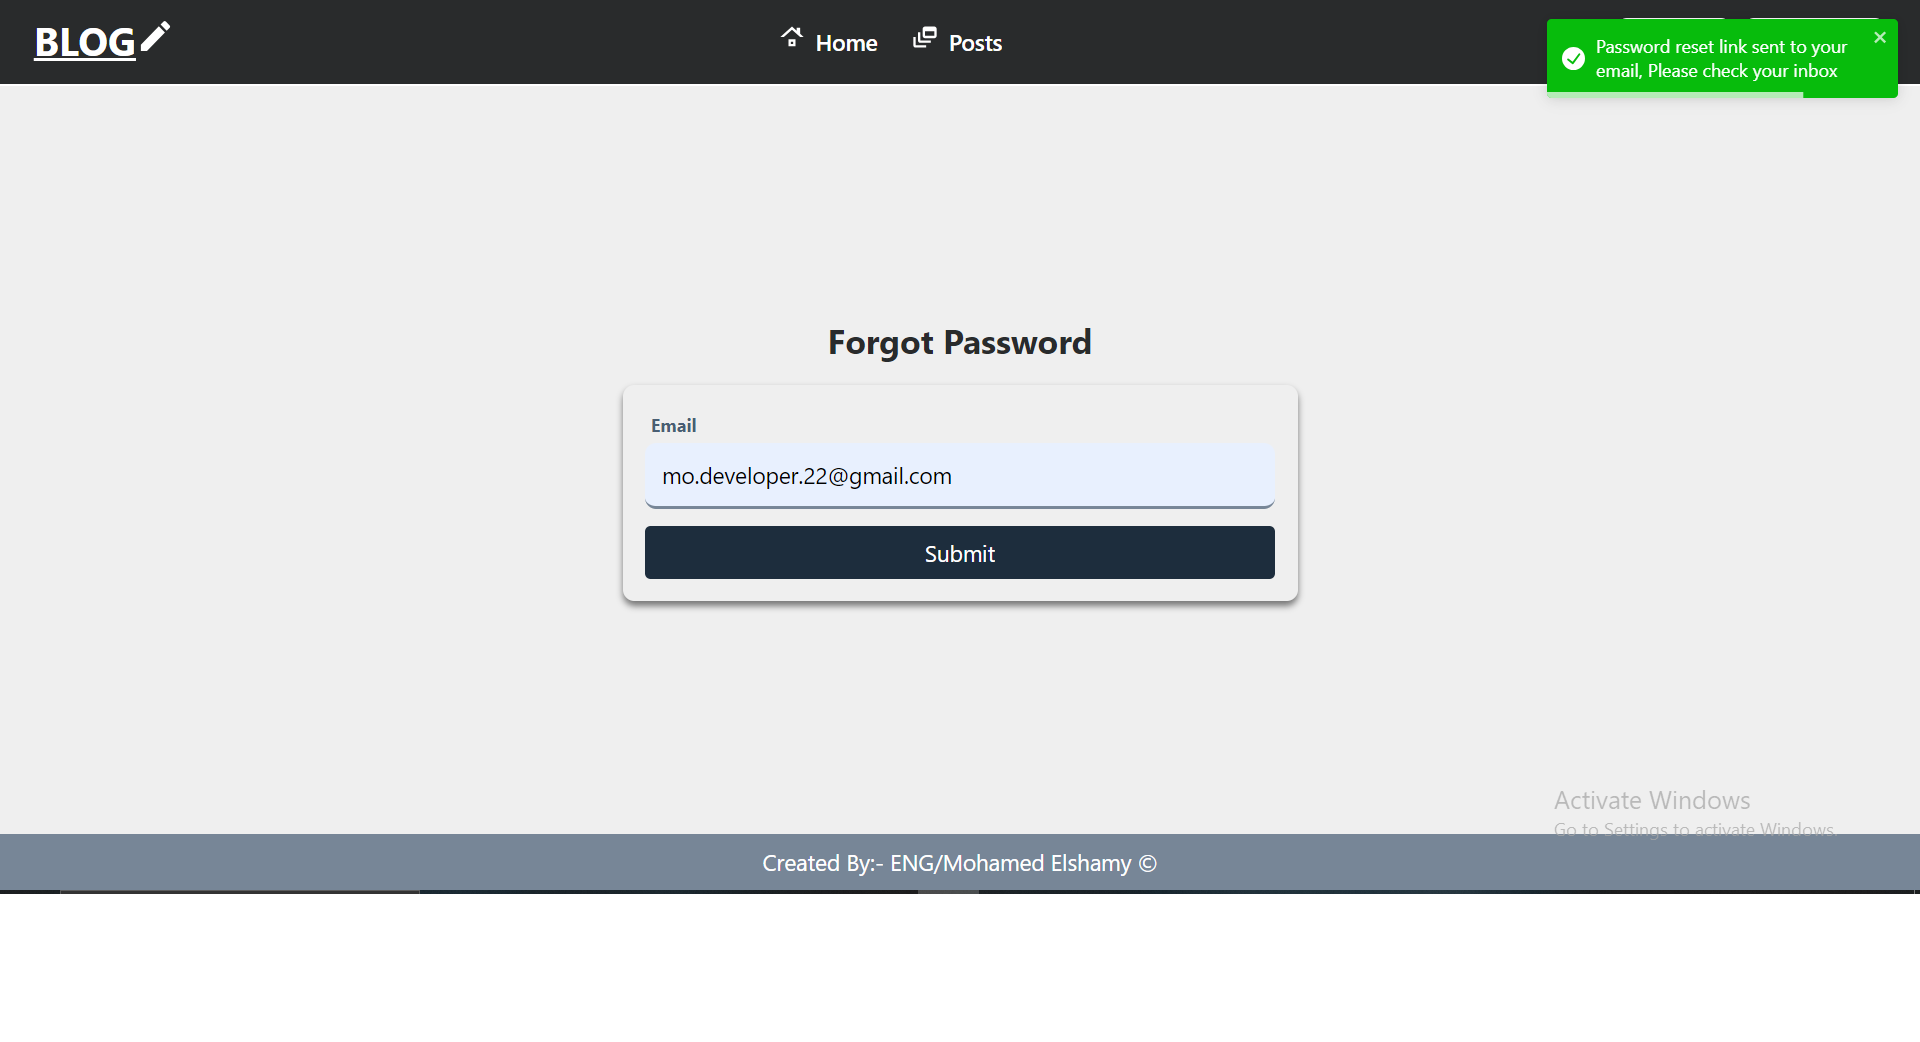 BLOG
Home
Posts
Password reset link sent to your
email, Please check your inbox
Forgot Password
Email
mo.developer.22@gmail.com
Submit
Activate Windows
Go to Settings to activate Windows.
Created By:- ENG/Mohamed Elshamy ©